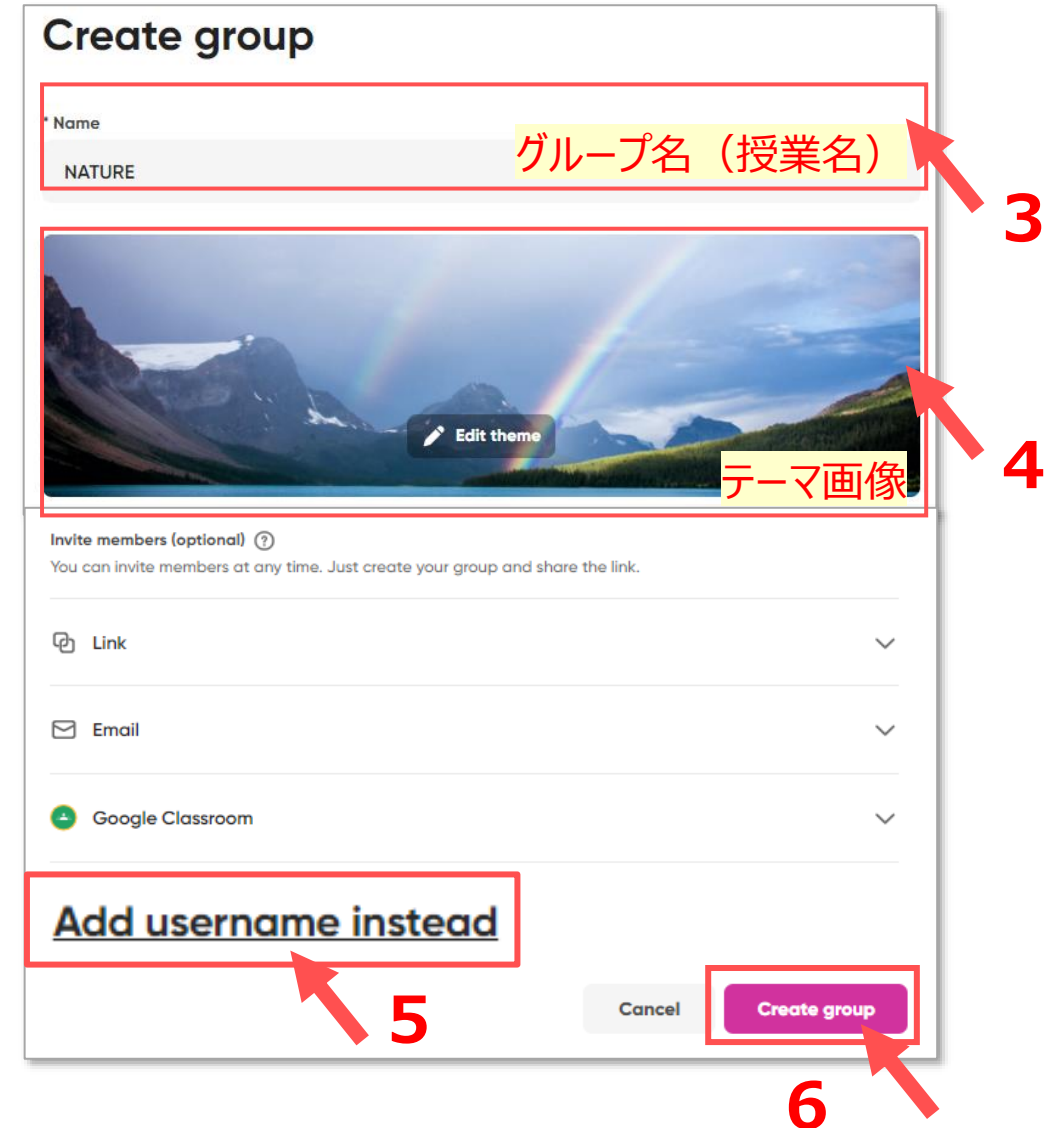 Create group
* Name
グループ名（授業名）
NATURE
3
Edit theme
4
テーマ画像
Invite members (optional) ?
You can invite members at any time. Just create your group and share the link.
Link
Email
Google Classroom
Add username instead
5
Cancel
Create group
6